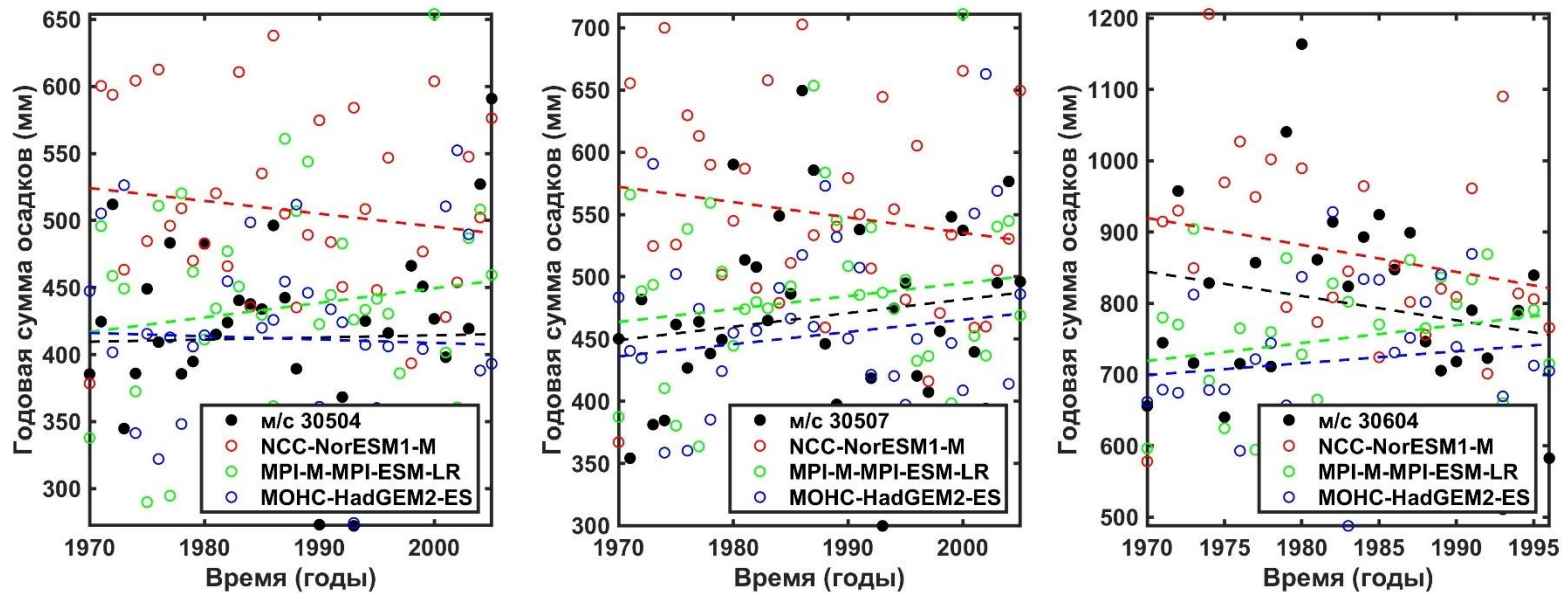 Годовая сумма осадков (мм)
650
600
550
500
450
400
350
300
м/с 30504
NCC-NorESM1-M
MPI-M-MPI-ESM-LR
MOHC-HadGEM2-ES
1970 1980 1990 2000
Время (годы)
Годовая сумма осадков (мм)
700
650
600
550
500
450
400
350
300
м/с 30507
NCC-NorESM1-M
MPI-M-MPI-ESM-LR
MOHC-HadGEM2-ES
1970 1980 1990 2000
Время (годы)
Годовая сумма осадков (мм)
1200
1100
1000
900
800
700
600
500
м/с 30604
NCC-NorESM1-M
MPI-M-MPI-ESM-LR
MOHC-HadGEM2-ES
1970 1975 1980 1985 1990 1995
Время (годы)